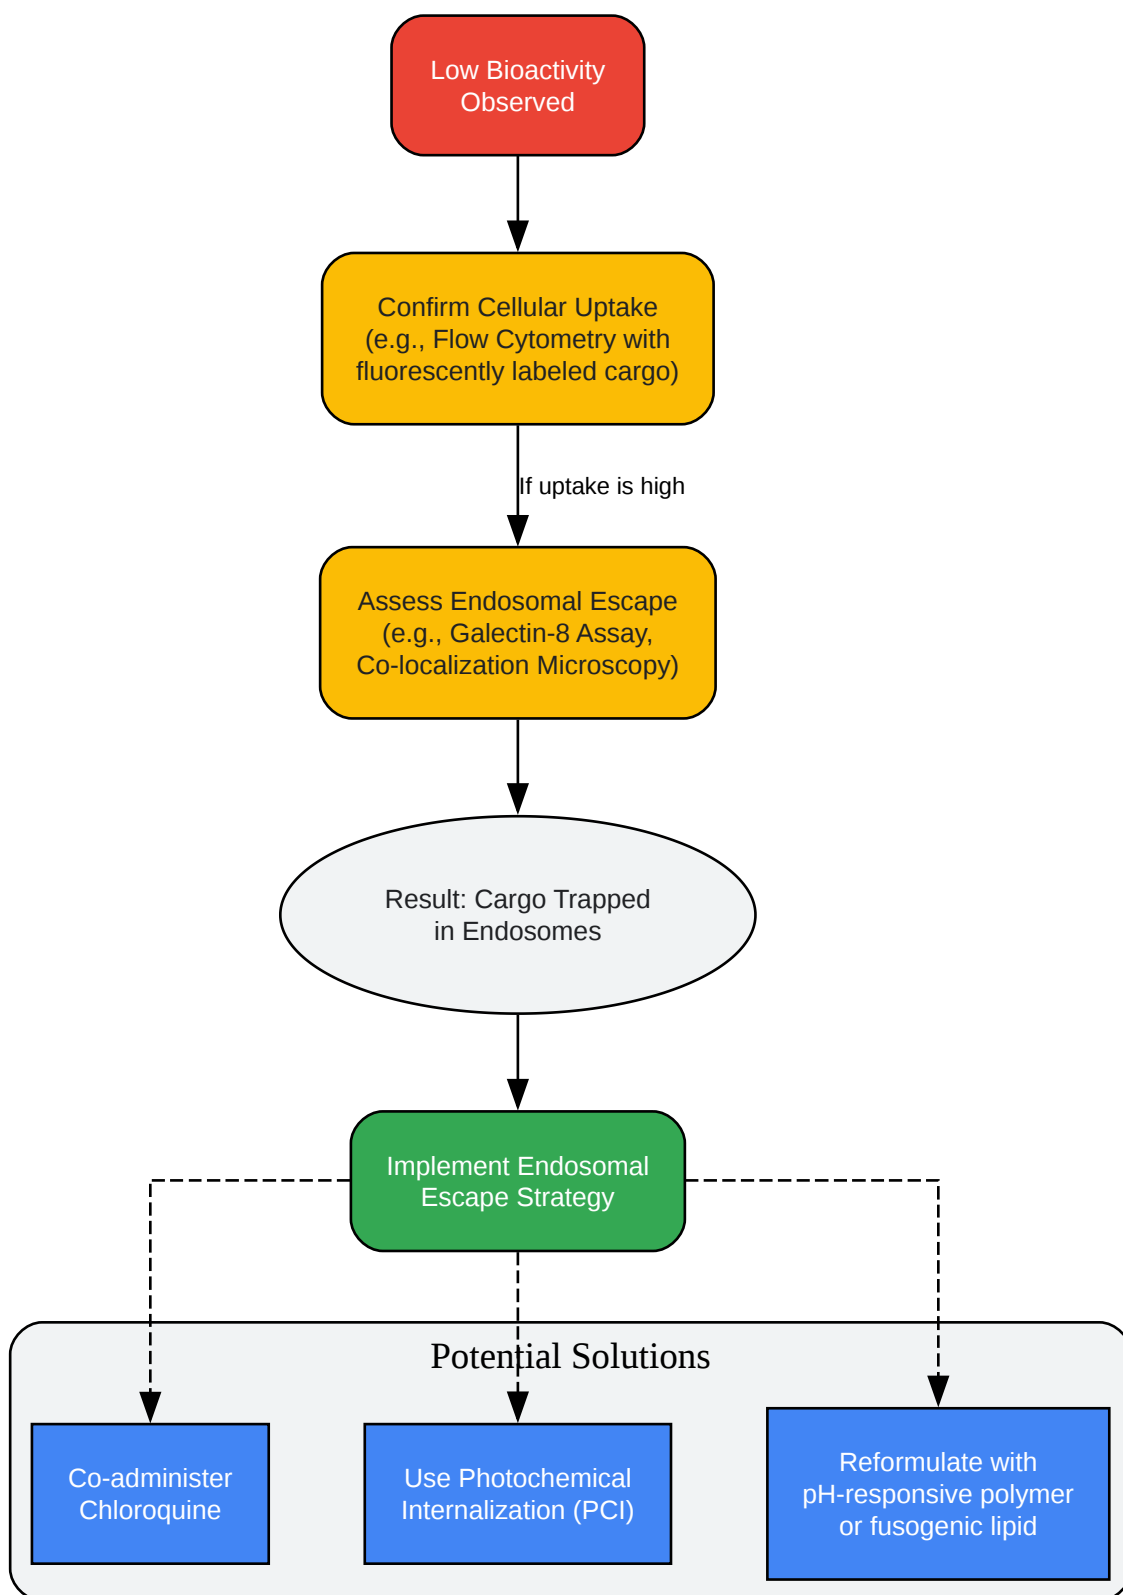 Low Bioactivity
Observed
Confirm Cellular Uptake
(e.g., Flow Cytometry with
fluorescently labeled cargo)
If uptake is high
Assess Endosomal Escape
(e.g., Galectin-8 Assay,
Co-localization Microscopy)
Result: Cargo Trapped
in Endosomes
Implement Endosomal
Escape Strategy
Potential Solutions
Co-administer
Chloroquine
Use Photochemical
Internalization (PCI)
Reformulate with
pH-responsive polymer
or fusogenic lipid